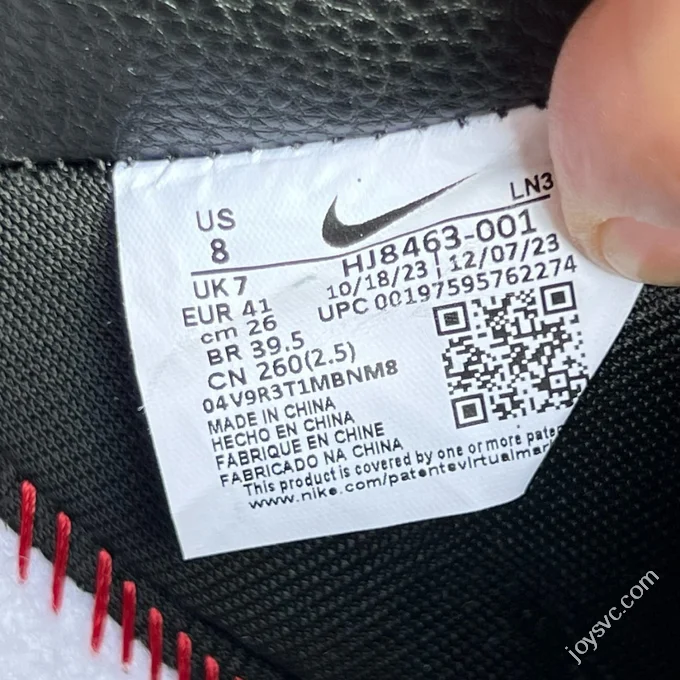 US
8
LN3
HJ8463-001
10/18/23 | 12/07/23
UPC 00197595762274
UK 7
EUR 41
cm 26
BR 39.5
CN 260(2.5)
04V9R3T1MBNM8
MADE IN CHINA
HECHO EN CHINA
FABRIQUE EN CHINE
FABRICADO NA CHINA
This product is covered by one or more
www.nike.com/patentsvirtualmar
joysvc.com